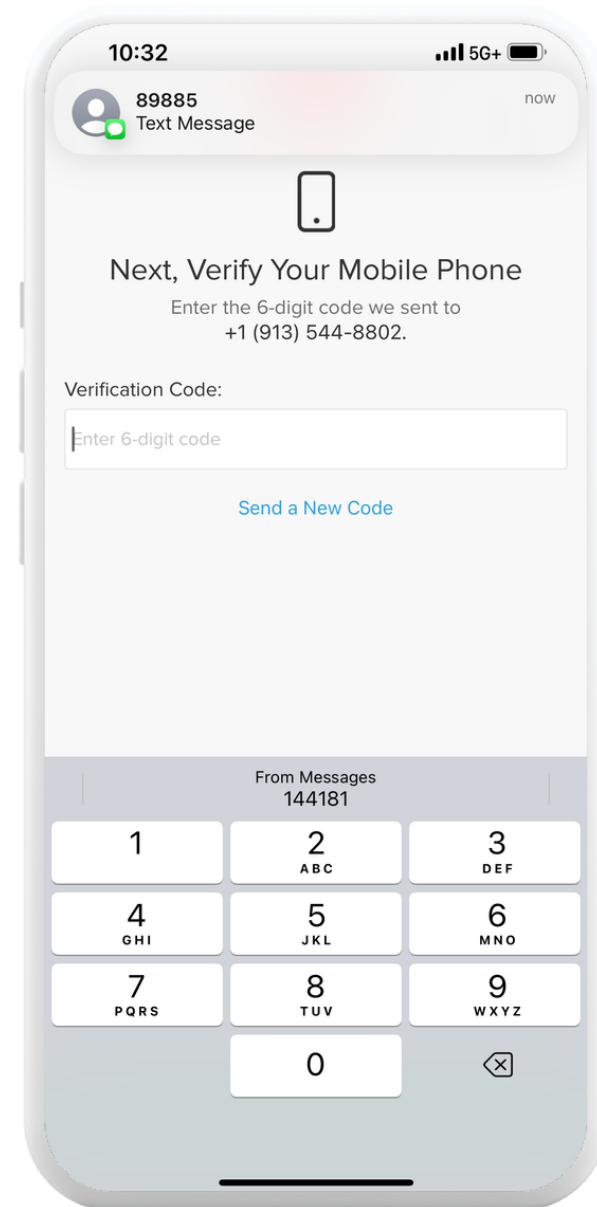 10:32 5G+
89885 now
Text Message
Next, Verify Your Mobile Phone
Enter the 6-digit code we sent to
+1 (913) 544-8802.
Verification Code:
Enter 6-digit code
Send a New Code
From Messages
144181
1 2 3
ABC DEF
4 5 6
GHI JKL MNO
7 8 9
PQRS TUV WXYZ
0